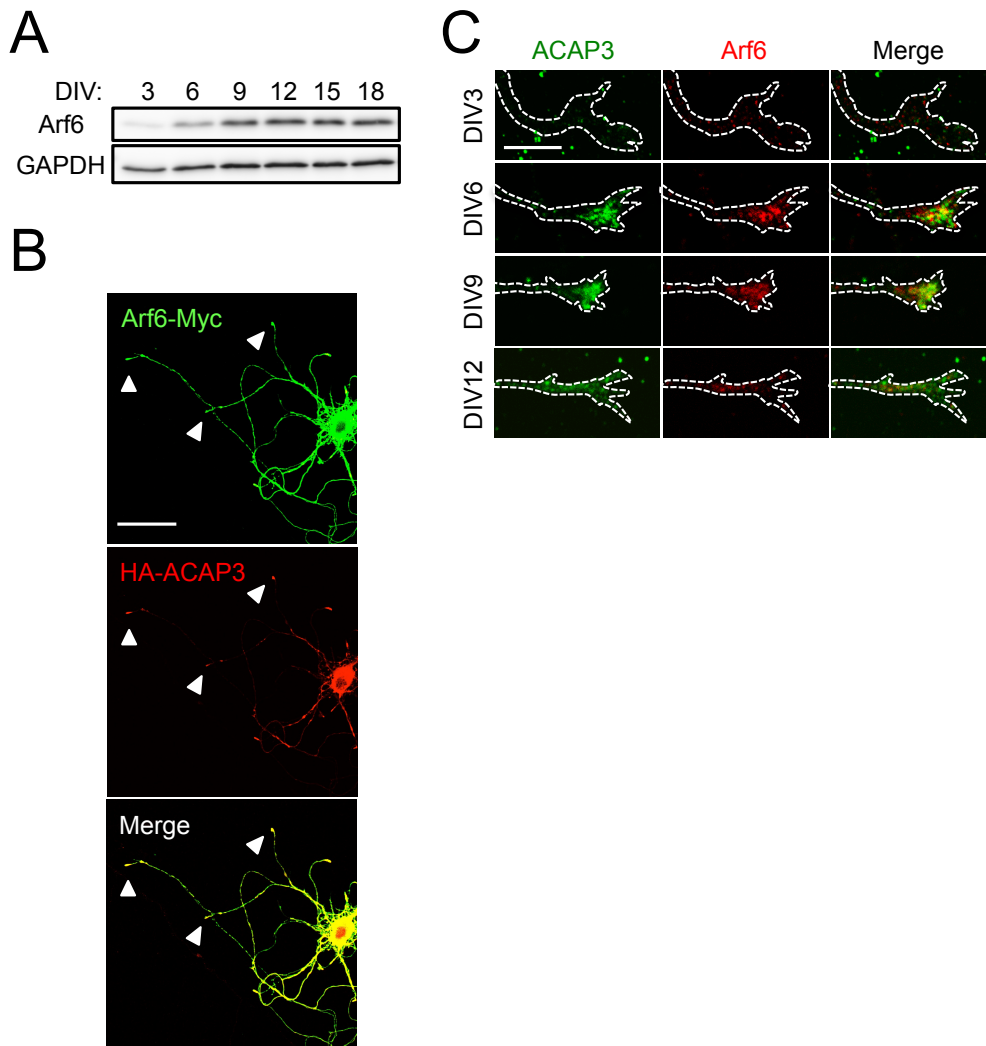 A
DIV: 3 6 9 12 15 18
Arf6
GAPDH
B
Arf6-Myc
HA-ACAP3
Merge
C
ACAP3 Arf6 Merge
DIV3
DIV6
DIV9
DIV12